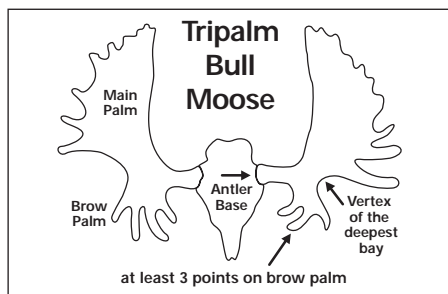 Tripalm
Bull
Moose
Main
Palm
Antler
Base
Brow
Palm
Vertex
of the
deepest
bay
at least 3 points on brow palm